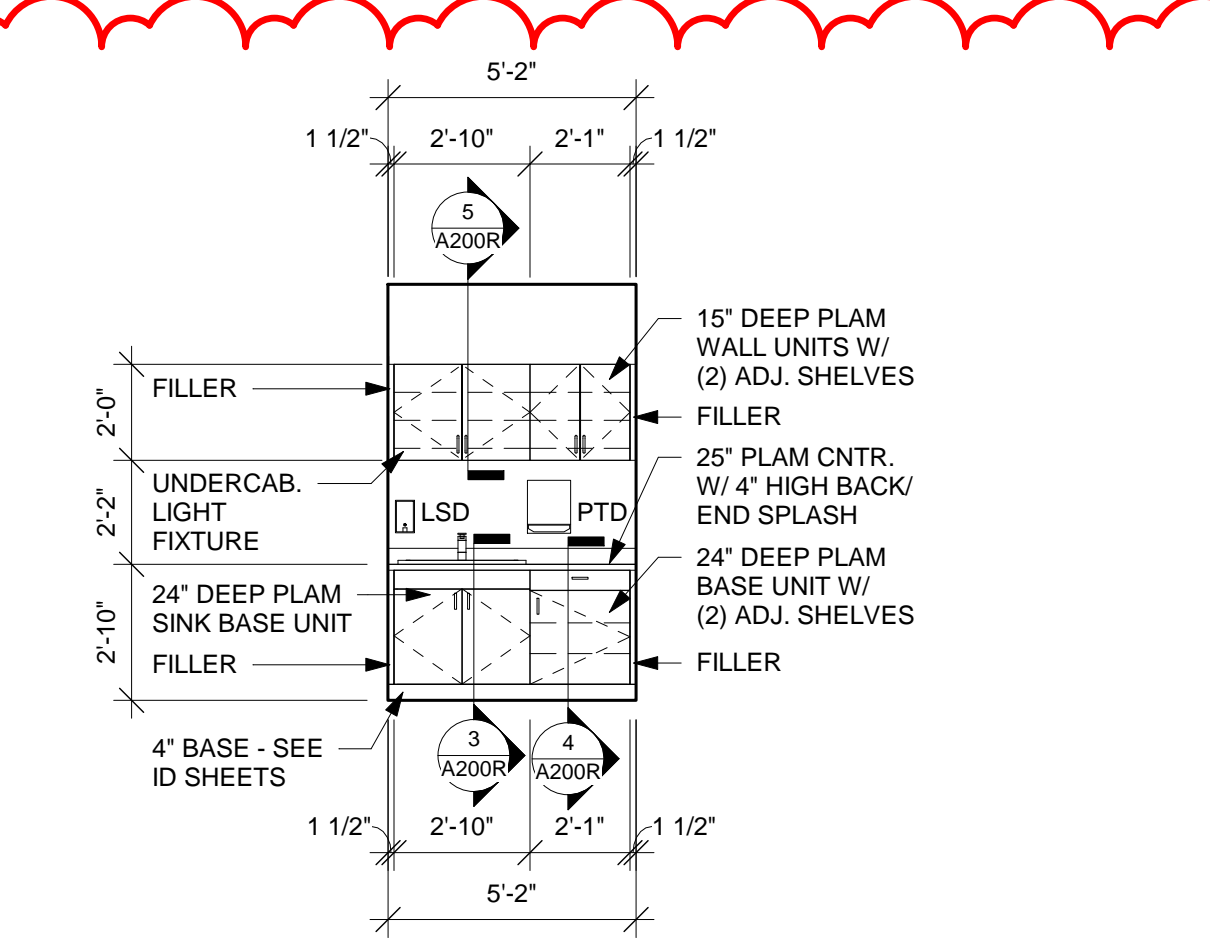 5'-2"
1 1/2"
2'-10"
2'-1"
1 1/2"
5
A200R
15" DEEP PLAM
WALL UNITS W/
(2) ADJ. SHELVES
FILLER
FILLER
2'-0"
25" PLAM CNTR.
W/ 4" HIGH BACK/
END SPLASH
UNDERCAB.
LIGHT
FIXTURE
2'-2"
LSD
PTD
24" DEEP PLAM
BASE UNIT W/
(2) ADJ. SHELVES
24" DEEP PLAM
SINK BASE UNIT
2'-10"
FILLER
FILLER
4" BASE - SEE
ID SHEETS
3
A200R
4
A200R
1 1/2"
2'-10"
2'-1"
1 1/2"
5'-2"